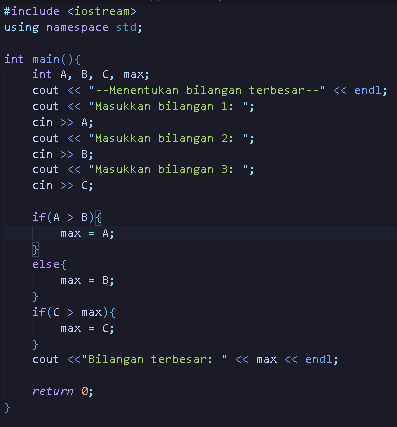 #include <iostream>
using namespace std;
int main(){
int A, B, C, max;
cout << "--Menentukan bilangan terbesar--" << endl;
cout << "Masukkan bilangan 1: ";
cin >> A;
cout << "Masukkan bilangan 2: ";
cin >> B;
cout << "Masukkan bilangan 3: ";
cin >> C;
if(A > B){
max = A;
}
else{
max = B;
}
if(C > max){
max = C;
}
cout <<"Bilangan terbesar: " << max << endl;
return 0;
}